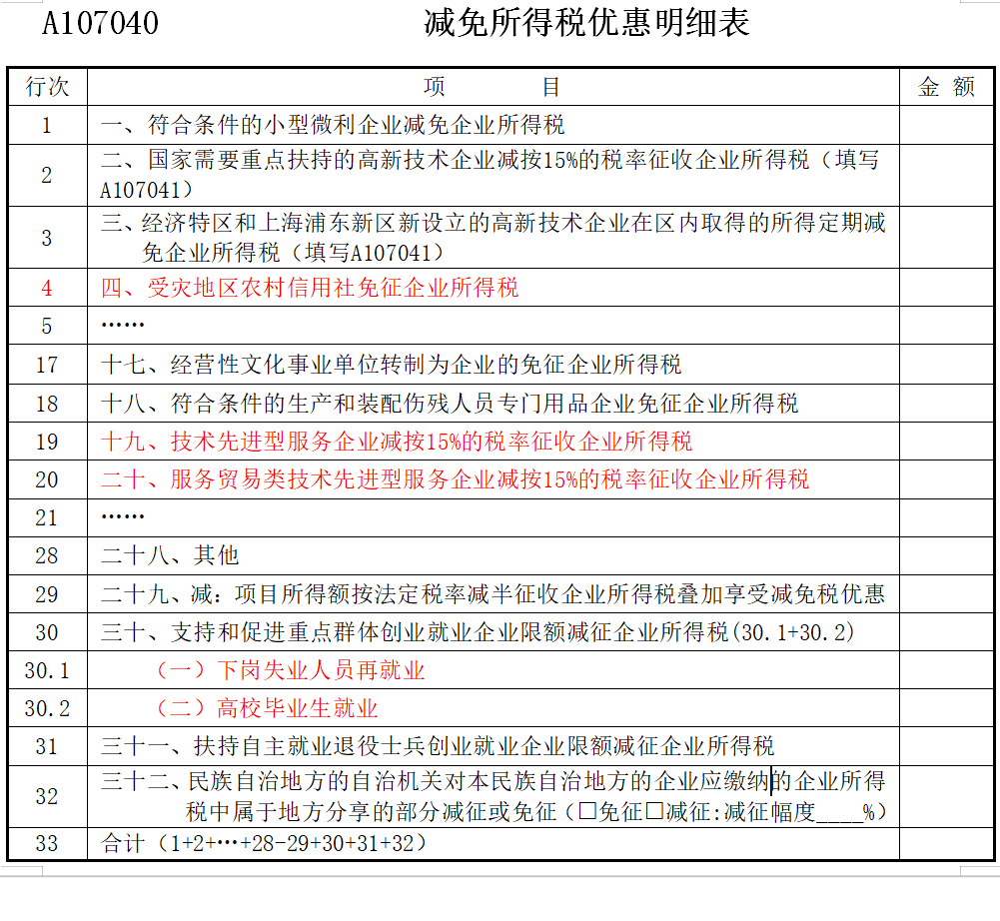 A107040 减免所得税优惠明细表
行次 项 目 金 额
1 一、符合条件的小型微利企业减免企业所得税
2 二、国家需要重点扶持的高新技术企业减按15%的税率征收企业所得税（填写
A107041）
3 三、经济特区和上海浦东新区新设立的高新技术企业在区内取得的所得定期减
免企业所得税（填写A107041）
4 四、受灾地区农村信用社免征企业所得税
5 ……
17 十七、经营性文化事业单位转制为企业的免征企业所得税
18 十八、符合条件的生产和装配伤残人员专门用品企业免征企业所得税
19 十九、技术先进型服务企业减按15%的税率征收企业所得税
20 二十、服务贸易类技术先进型服务企业减按15%的税率征收企业所得税
21 ……
28 二十八、其他
29 二十九、减：项目所得额按法定税率减半征收企业所得税叠加享受减免税优惠
30 三十、支持和促进重点群体创业就业企业限额减征企业所得税(30.1+30.2)
30.1 （一）下岗失业人员再就业
30.2 （二）高校毕业生就业
31 三十一、扶持自主就业退役士兵创业就业企业限额减征企业所得税
32 三十二、民族自治地方的自治机关对本民族自治地方的企业应缴纳的企业所得
税中属于地方分享的部分减征或免征（□免征□减征:减征幅度____%）
33 合计（1+2+…+28-29+30+31+32）